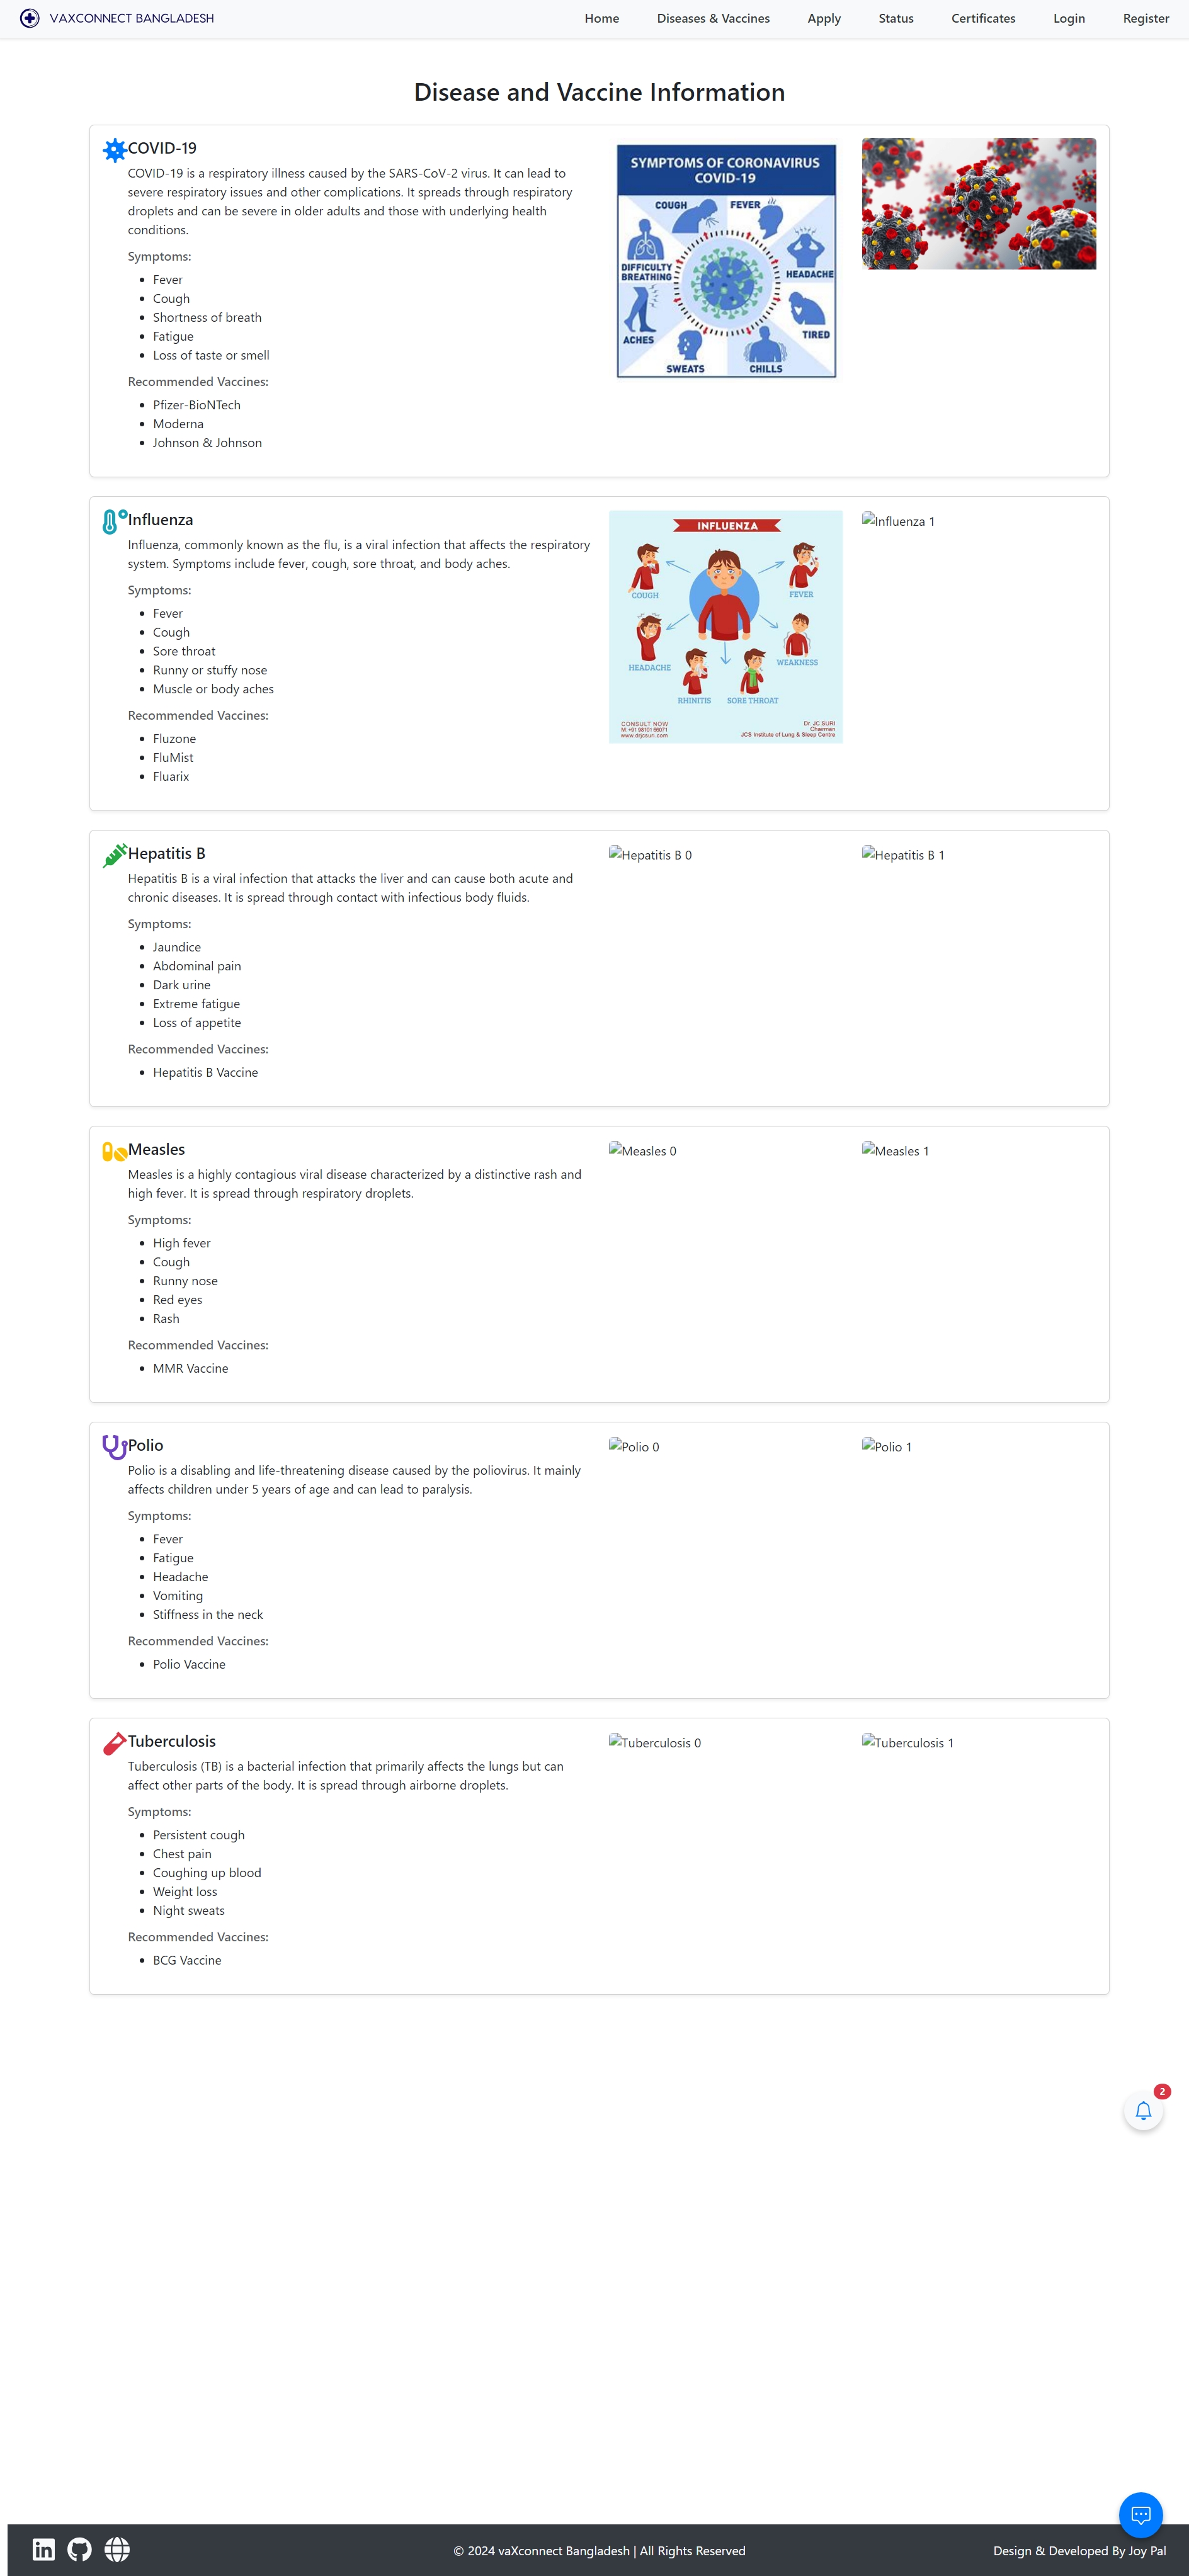 VAXCONNECT BANGLADESH
Home Diseases & Vaccines Apply Status Certificates Login Register
Disease and Vaccine Information
COVID-19
COVID-19 is a respiratory illness caused by the SARS-CoV-2 virus. It can lead to
severe respiratory issues and other complications. It spreads through respiratory
droplets and can be severe in older adults and those with underlying health
conditions.
Symptoms:
Fever
Cough
Shortness of breath
Fatigue
Loss of taste or smell
Recommended Vaccines:
Pfizer-BioNTech
Moderna
Johnson & Johnson
SYMPTOMS OF CORONAVIRUS
COVID-19
COUGH
FEVER
DIFFICULTY
BREATHING
HEADACHE
ACHES
TIRED
SWEATS
CHILLS
Influenza
Influenza, commonly known as the flu, is a viral infection that affects the respiratory
system. Symptoms include fever, cough, sore throat, and body aches.
Symptoms:
Fever
Cough
Sore throat
Runny or stuffy nose
Muscle or body aches
Recommended Vaccines:
Fluzone
FluMist
Fluarix
INFLUENZA
COUGH
FEVER
HEADACHE
WEAKNESS
RHINITIS
SORE THROAT
CONSULT NOW
M: +91 98101 66071
www.drjcsuri.com
Dr. JC SURI
Chairman
JCS Institute of Lung & Sleep Centre
Influenza 1
Hepatitis B
Hepatitis B is a viral infection that attacks the liver and can cause both acute and
chronic diseases. It is spread through contact with infectious body fluids.
Symptoms:
Jaundice
Abdominal pain
Dark urine
Extreme fatigue
Loss of appetite
Recommended Vaccines:
Hepatitis B Vaccine
Hepatitis B 0
Hepatitis B 1
Measles
Measles is a highly contagious viral disease characterized by a distinctive rash and
high fever. It is spread through respiratory droplets.
Symptoms:
High fever
Cough
Runny nose
Red eyes
Rash
Recommended Vaccines:
MMR Vaccine
Measles 0
Measles 1
Polio
Polio is a disabling and life-threatening disease caused by the poliovirus. It mainly
affects children under 5 years of age and can lead to paralysis.
Symptoms:
Fever
Fatigue
Headache
Vomiting
Stiffness in the neck
Recommended Vaccines:
Polio Vaccine
Polio 0
Polio 1
Tuberculosis
Tuberculosis (TB) is a bacterial infection that primarily affects the lungs but can
affect other parts of the body. It is spread through airborne droplets.
Symptoms:
Persistent cough
Chest pain
Coughing up blood
Weight loss
Night sweats
Recommended Vaccines:
BCG Vaccine
Tuberculosis 0
Tuberculosis 1
2
© 2024 vaXconnect Bangladesh | All Rights Reserved
Design & Developed By Joy Pal